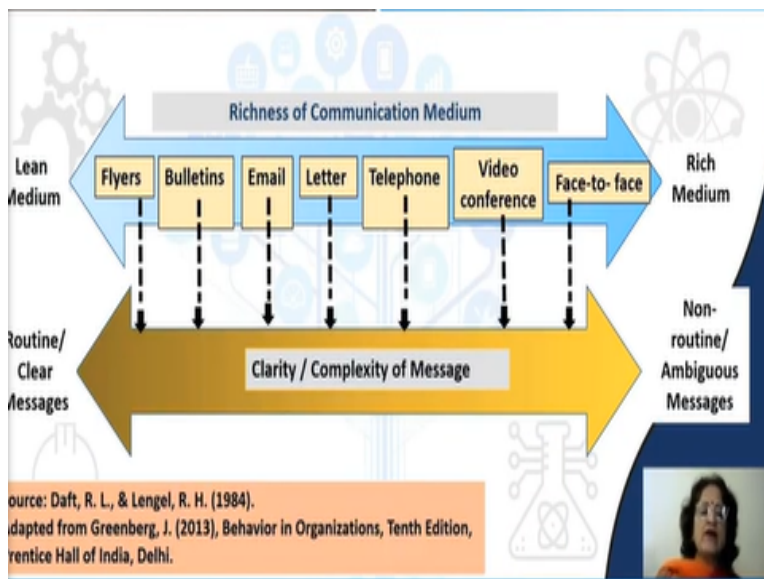 Richness of Communication Medium
Lean
Medium
Flyers
Bulletins
Email
Letter
Telephone
Video
conference
Face-to- face
Rich
Medium
Routine/
Clear
Messages
Clarity / Complexity of Message
Non-
routine/
Ambiguous
Messages
ource: Daft, R. L., & Lengel, R. H. (1984).
dapted from Greenberg, J. (2013), Behavior in Organizations, Tenth Edition,
rentice Hall of India, Delhi.